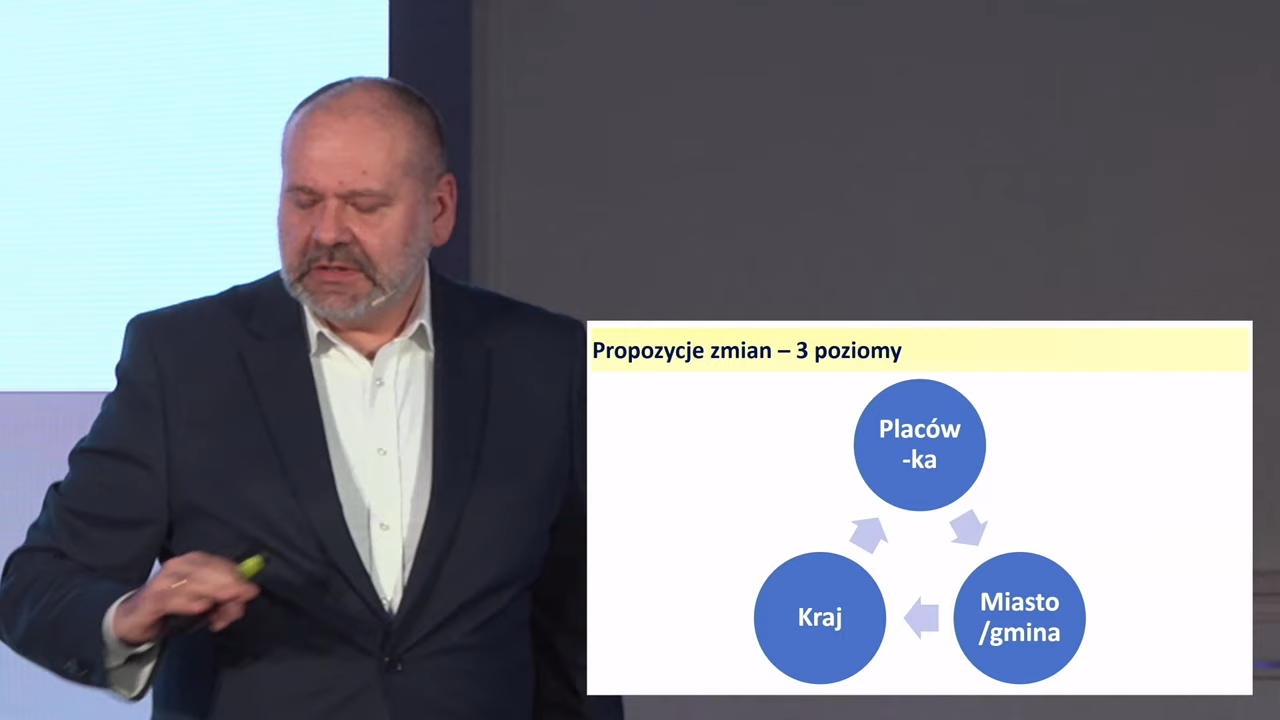 Propozycje zmian – 3 poziomy
Placów
-ka
Kraj
Miasto
/gmina